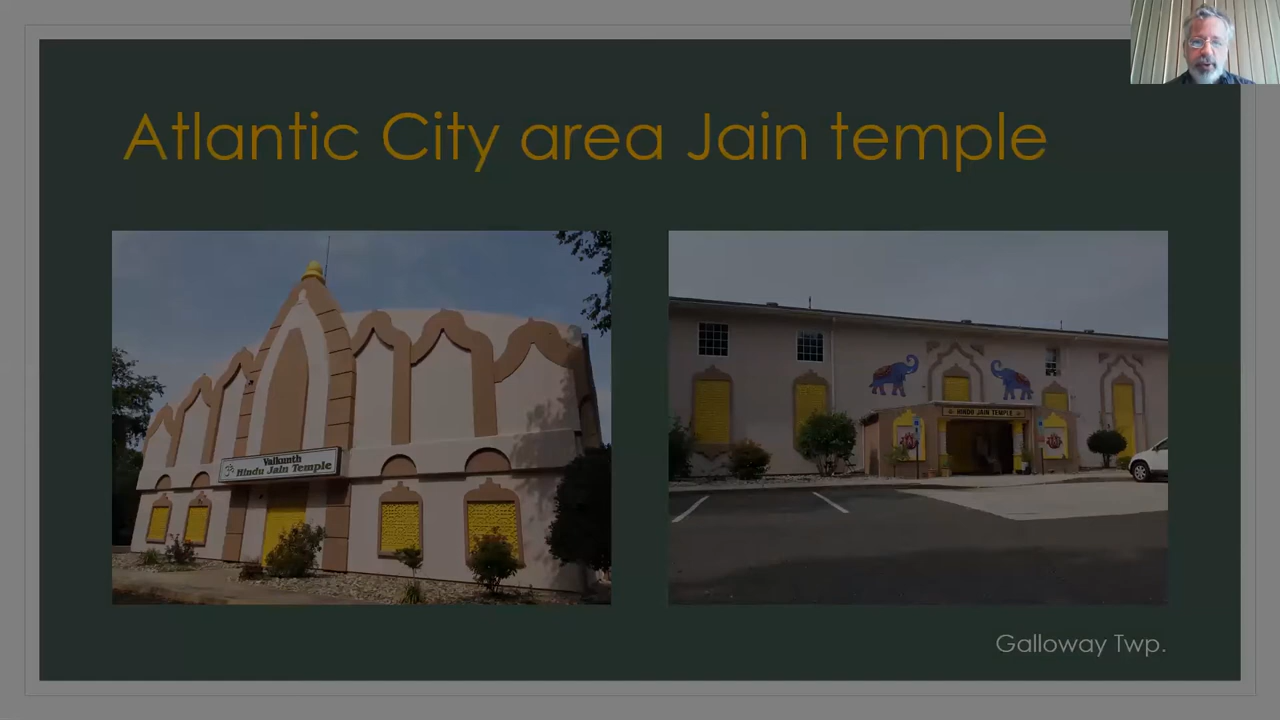 Atlantic City area Jain temple
Vaikunth
Hindu Jain Temple
HINDU JAIN TEMPLE
Galloway Twp.